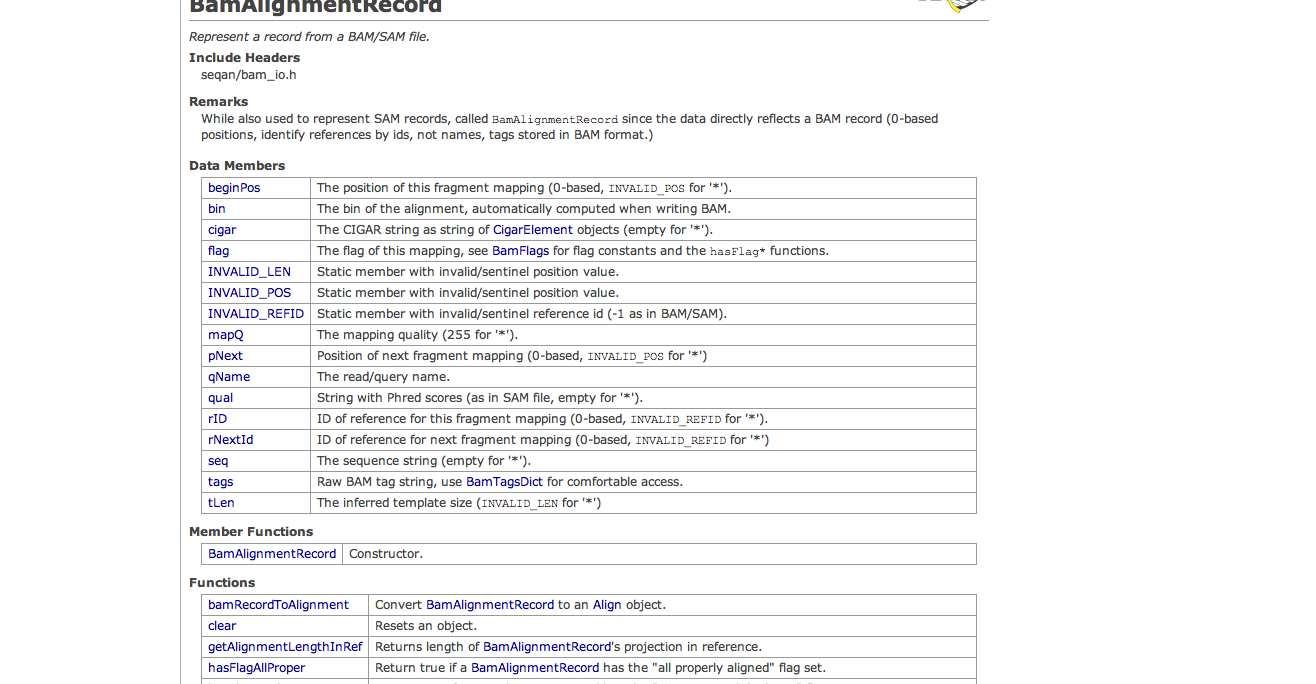 BamAlignmentRecord
Represent a record from a BAM/SAM file.
Include Headers
seqan/bam_io.h
Remarks
While also used to represent SAM records, called BamAlignmentRecord since the data directly reflects a BAM record (0-based
positions, identify references by ids, not names, tags stored in BAM format.)
Data Members
beginPos The position of this fragment mapping (0-based, INVALID_POS for '*').
bin The bin of the alignment, automatically computed when writing BAM.
cigar The CIGAR string as string of CigarElement objects (empty for '*').
flag The flag of this mapping, see BamFlags for flag constants and the hasFlag* functions.
INVALID_LEN Static member with invalid/sentinel position value.
INVALID_POS Static member with invalid/sentinel position value.
INVALID_REFID Static member with invalid/sentinel reference id (-1 as in BAM/SAM).
mapQ The mapping quality (255 for '*').
pNext Position of next fragment mapping (0-based, INVALID_POS for '*')
qName The read/query name.
qual String with Phred scores (as in SAM file, empty for '*').
rID ID of reference for this fragment mapping (0-based, INVALID_REFID for '*').
rNextId ID of reference for next fragment mapping (0-based, INVALID_REFID for '*')
seq The sequence string (empty for '*').
tags Raw BAM tag string, use BamTagsDict for comfortable access.
tLen The inferred template size (INVALID_LEN for '*')
Member Functions
BamAlignmentRecord Constructor.
Functions
bamRecordToAlignment Convert BamAlignmentRecord to an Align object.
clear Resets an object.
getAlignmentLengthInRef Returns length of BamAlignmentRecord's projection in reference.
hasFlagAllProper Return true if a BamAlignmentRecord has the "all properly aligned" flag set.